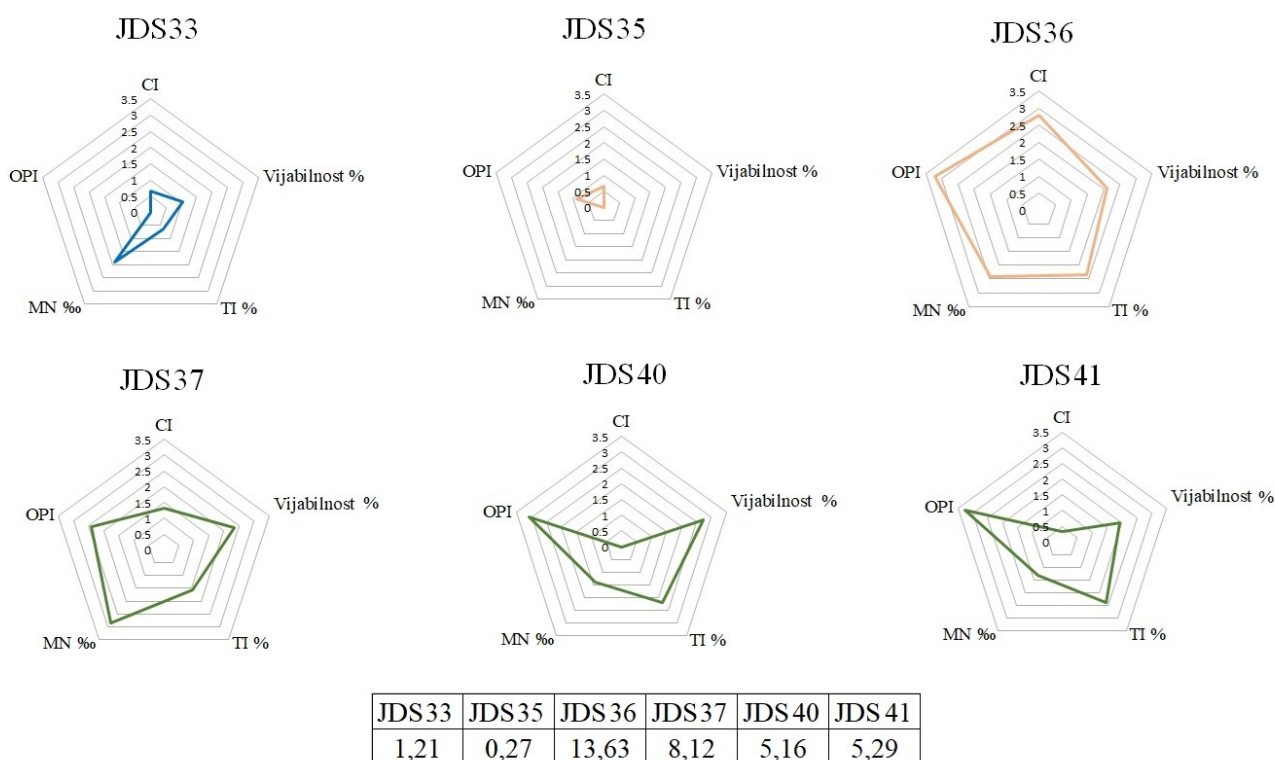 JDS33
CI
3.5
3
2.5
2
1.5
1
0.5
0
Vijabilnost %
TI %
MN ‰
OPI
JDS35
CI
3.5
3
2.5
2
1.5
1
0.5
0
Vijabilnost %
TI %
MN ‰
OPI
JDS36
CI
3.5
3
2.5
2
1.5
1
0.5
0
Vijabilnost %
TI %
MN ‰
OPI
JDS37
CI
3.5
3
2.5
2
1.5
1
0.5
0
Vijabilnost %
TI %
MN ‰
OPI
JDS40
CI
3.5
3
2.5
2
1.5
1
0.5
0
Vijabilnost %
TI %
MN ‰
OPI
JDS41
CI
3.5
3
2.5
2
1.5
1
0.5
0
Vijabilnost %
TI %
MN ‰
OPI
JDS33 JDS35 JDS36 JDS37 JDS40 JDS41
1,21 0,27 13,63 8,12 5,16 5,29